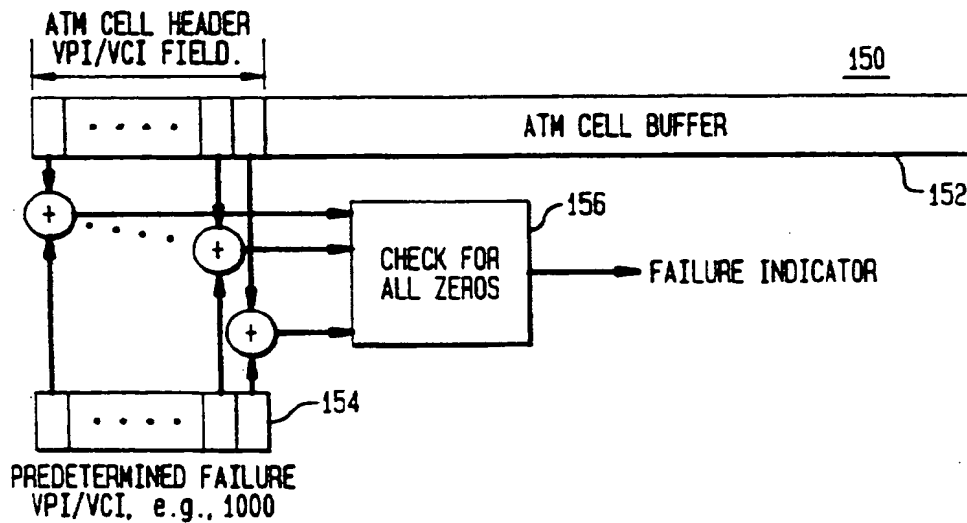 ATM CELL HEADER
VPI/VCI FIELD.
150
ATM CELL BUFFER
152
+
+
+
156
CHECK FOR
ALL ZEROS
FAILURE INDICATOR
154
PREDETERMINED FAILURE
VPI/VCI, e.g., 1000